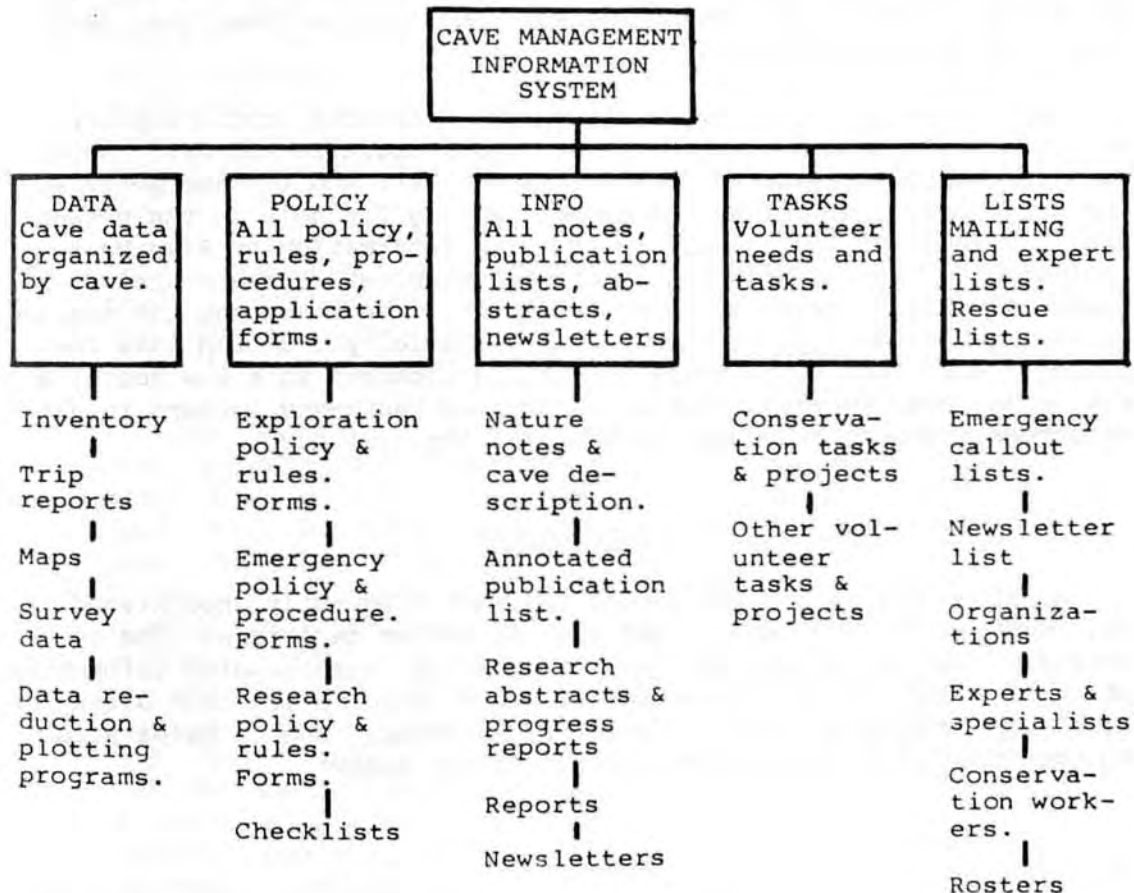 CAVE MANAGEMENT
INFORMATION
SYSTEM
DATA
Cave data
organized
by cave.
POLICY
All policy,
rules, pro-
cedures,
application
forms.
INFO
All notes,
publication
lists, ab-
stracts,
newsletters
TASKS
Volunteer
needs and
tasks.
LISTS
MAILING
and expert
lists.
Rescue
lists.
Inventory
Trip
reports
Maps
Survey
data
Data re-
duction &
plotting
programs.
Exploration
policy &
rules.
Forms.
Emergency
policy &
procedure.
Forms.
Research
policy &
rules.
Forms.
Checklists
Nature
notes &
cave de-
scription.
Annotated
publication
list.
Research
abstracts &
progress
reports
Reports
Newsletters
Conserva-
tion tasks
& projects
Other vol-
unteer
tasks &
projects
Emergency
callout
lists.
Newsletter
list
Organiza-
tions
Experts &
specialists
Conserva-
tion work-
ers.
Rosters